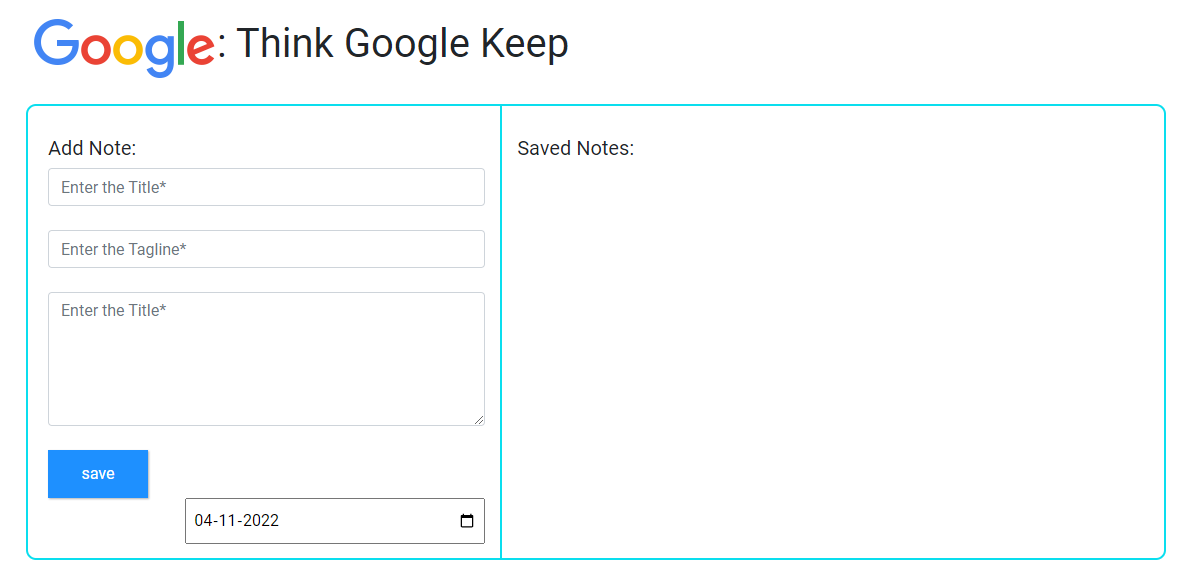 Google: Think Google Keep
Add Note:
Enter the Title*
Enter the Tagline*
Enter the Title*
save
04-11-2022
Saved Notes: